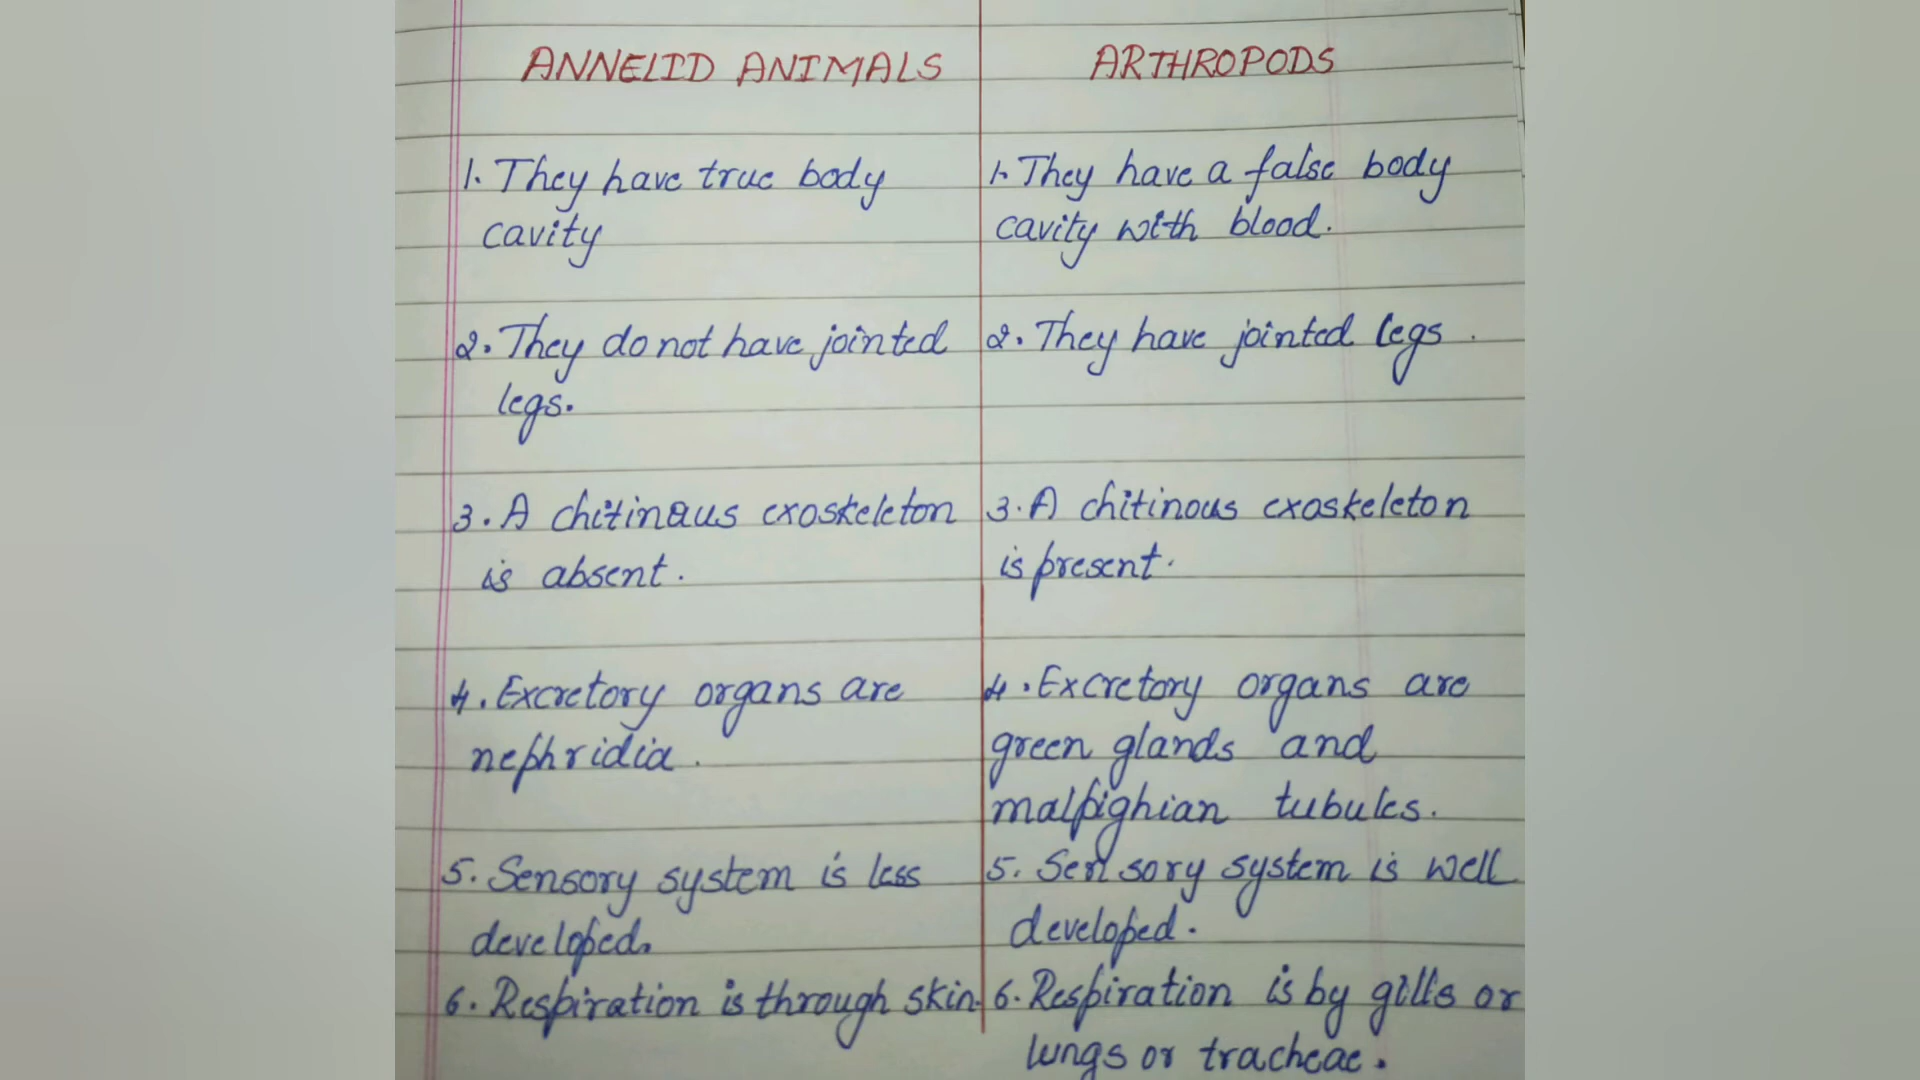 ANNELID ANIMALS
1. They have true body
cavity
2. They do not have jointed
legs.
3. A chitinous exoskeleton
is absent.
4. Excretory organs are
nephridia.
5. Sensory system is less
developed.
6. Respiration is through skin.
ARTHROPODS
1. They have a false body
cavity with blood.
2. They have jointed legs.
3. A chitinous exoskeleton
is present.
4. Excretory organs are
green glands and
malpighian tubules.
5. Sensory system is well
developed.
6. Respiration is by gills or
lungs or tracheae.